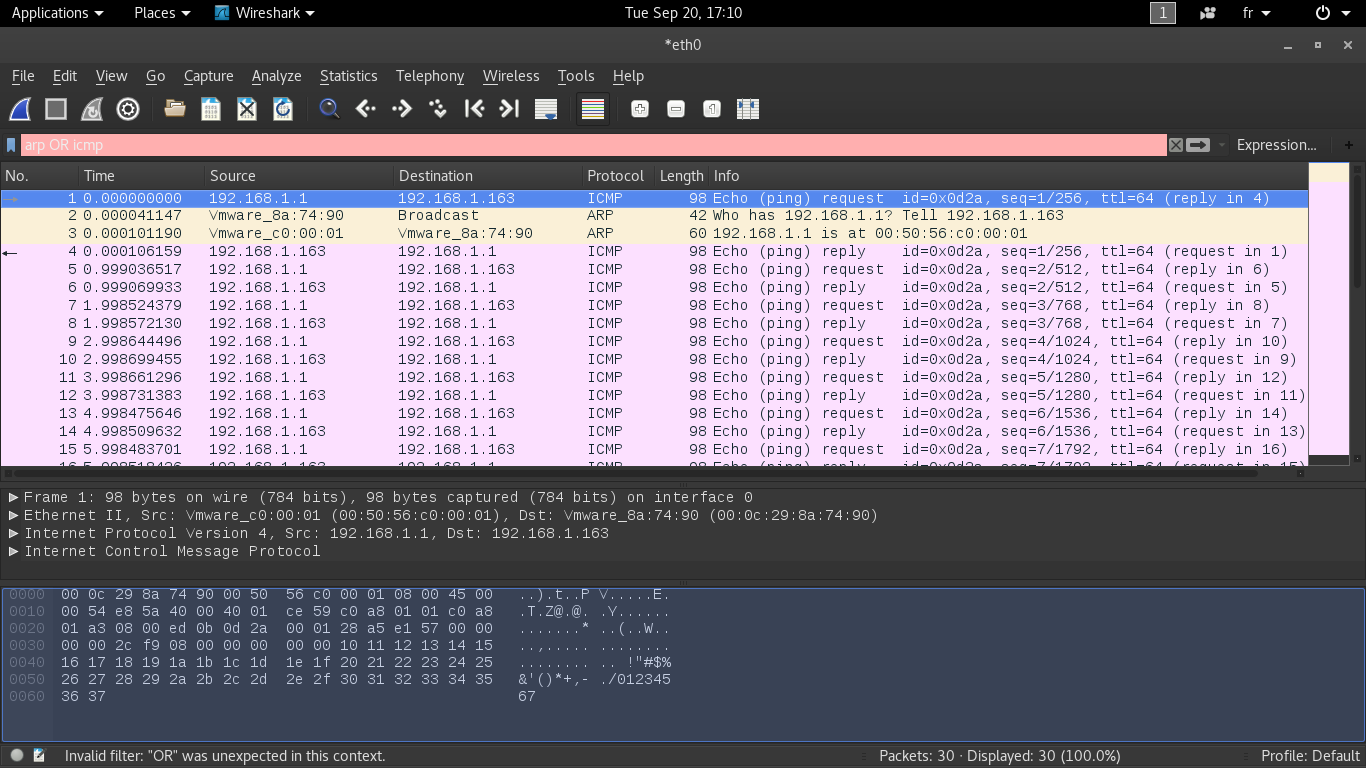 Applications Places Wireshark Tue Sep 20, 17:10 1 fr
*eth0
File Edit View Go Capture Analyze Statistics Telephony Wireless Tools Help
arp OR icmp Expression... +
No. Time Source Destination Protocol Length Info
1 0.000000000 192.168.1.1 192.168.1.163 ICMP 98 Echo (ping) request id=0x0d2a, seq=1/256, ttl=64 (reply in 4)
2 0.000041147 Vmware_8a:74:90 Broadcast ARP 42 Who has 192.168.1.1? Tell 192.168.1.163
3 0.000101190 Vmware_c0:00:01 Vmware_8a:74:90 ARP 60 192.168.1.1 is at 00:50:56:c0:00:01
4 0.000106159 192.168.1.163 192.168.1.1 ICMP 98 Echo (ping) reply id=0x0d2a, seq=1/256, ttl=64 (request in 1)
5 0.999036517 192.168.1.1 192.168.1.163 ICMP 98 Echo (ping) request id=0x0d2a, seq=2/512, ttl=64 (reply in 6)
6 0.999069933 192.168.1.163 192.168.1.1 ICMP 98 Echo (ping) reply id=0x0d2a, seq=2/512, ttl=64 (request in 5)
7 1.998524379 192.168.1.1 192.168.1.163 ICMP 98 Echo (ping) request id=0x0d2a, seq=3/768, ttl=64 (reply in 8)
8 1.998572130 192.168.1.163 192.168.1.1 ICMP 98 Echo (ping) reply id=0x0d2a, seq=3/768, ttl=64 (request in 7)
9 2.998644496 192.168.1.1 192.168.1.163 ICMP 98 Echo (ping) request id=0x0d2a, seq=4/1024, ttl=64 (reply in 10)
10 2.998699455 192.168.1.163 192.168.1.1 ICMP 98 Echo (ping) reply id=0x0d2a, seq=4/1024, ttl=64 (request in 9)
11 3.998661296 192.168.1.1 192.168.1.163 ICMP 98 Echo (ping) request id=0x0d2a, seq=5/1280, ttl=64 (reply in 12)
12 3.998731383 192.168.1.163 192.168.1.1 ICMP 98 Echo (ping) reply id=0x0d2a, seq=5/1280, ttl=64 (request in 11)
13 4.998475646 192.168.1.1 192.168.1.163 ICMP 98 Echo (ping) request id=0x0d2a, seq=6/1536, ttl=64 (reply in 14)
14 4.998509632 192.168.1.163 192.168.1.1 ICMP 98 Echo (ping) reply id=0x0d2a, seq=6/1536, ttl=64 (request in 13)
15 5.998483701 192.168.1.1 192.168.1.163 ICMP 98 Echo (ping) request id=0x0d2a, seq=7/1792, ttl=64 (reply in 16)
Frame 1: 98 bytes on wire (784 bits), 98 bytes captured (784 bits) on interface 0
Ethernet II, Src: Vmware_c0:00:01 (00:50:56:c0:00:01), Dst: Vmware_8a:74:90 (00:0c:29:8a:74:90)
Internet Protocol Version 4, Src: 192.168.1.1, Dst: 192.168.1.163
Internet Control Message Protocol
0000 00 0c 29 8a 74 90 00 50 56 c0 00 01 08 00 45 00 ..).t..P V.....E.
0010 00 54 e8 5a 40 00 40 01 ce 59 c0 a8 01 01 c0 a8 .T.Z@.@. .Y......
0020 01 a3 08 00 ed 0b 0d 2a 00 01 28 a5 e1 57 00 00 .......* ..(..W..
0030 00 00 2c f9 08 00 00 00 00 00 10 11 12 13 14 15 ..,..... ........
0040 16 17 18 19 1a 1b 1c 1d 1e 1f 20 21 22 23 24 25 ........ .. !"#$%
0050 26 27 28 29 2a 2b 2c 2d 2e 2f 30 31 32 33 34 35 &'()*+,- ./012345
0060 36 37 67
Invalid filter: "OR" was unexpected in this context. Packets: 30 · Displayed: 30 (100.0%) Profile: Default